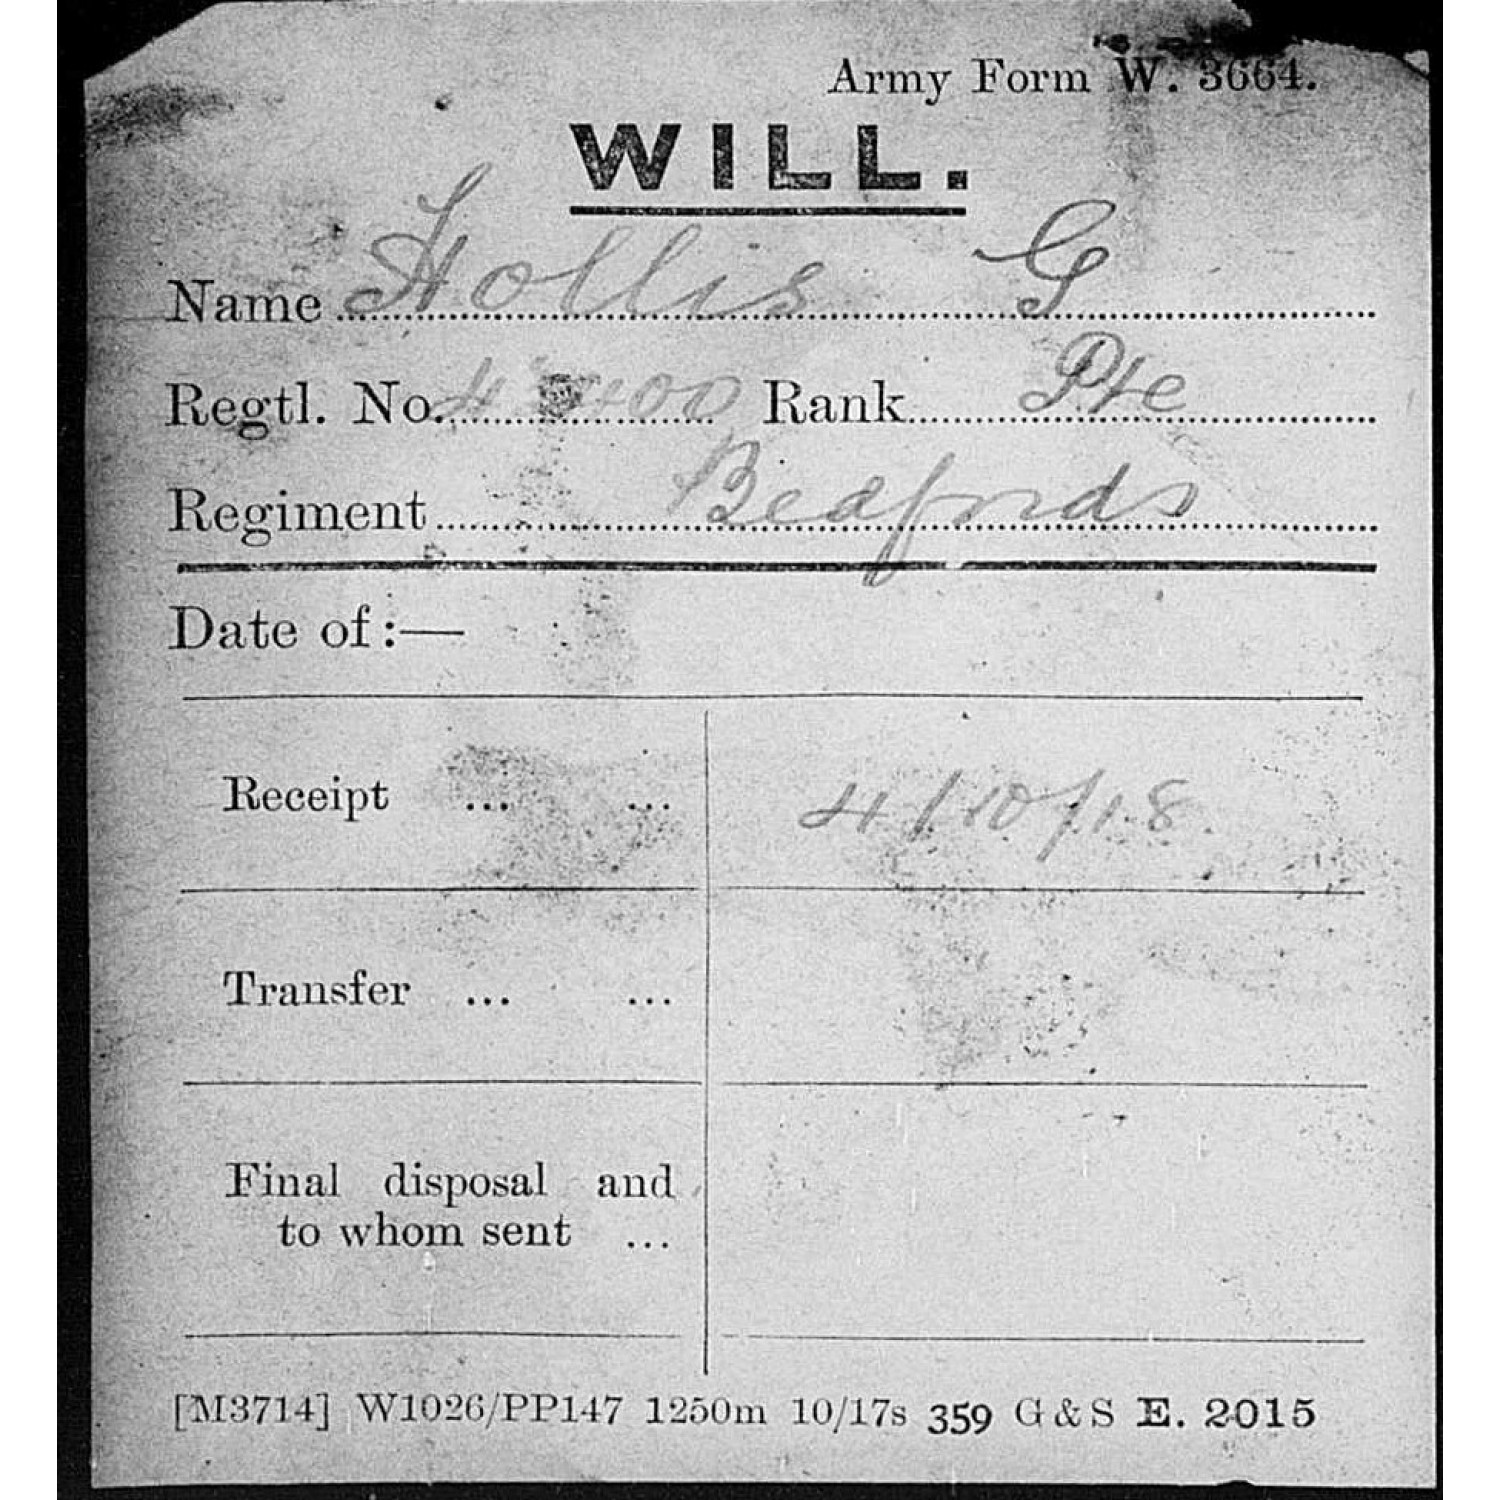 Army Form W. 3664.
WILL.
Name Hollis G
Regtl. No. Rank Pte
Regiment Bedfords
Date of :—
Receipt ... ... 4/10/18.
Transfer ... ...
Final disposal and
to whom sent ...
[M3714] W1026/PP147 1250m 10/17s 359 G & S E. 2015